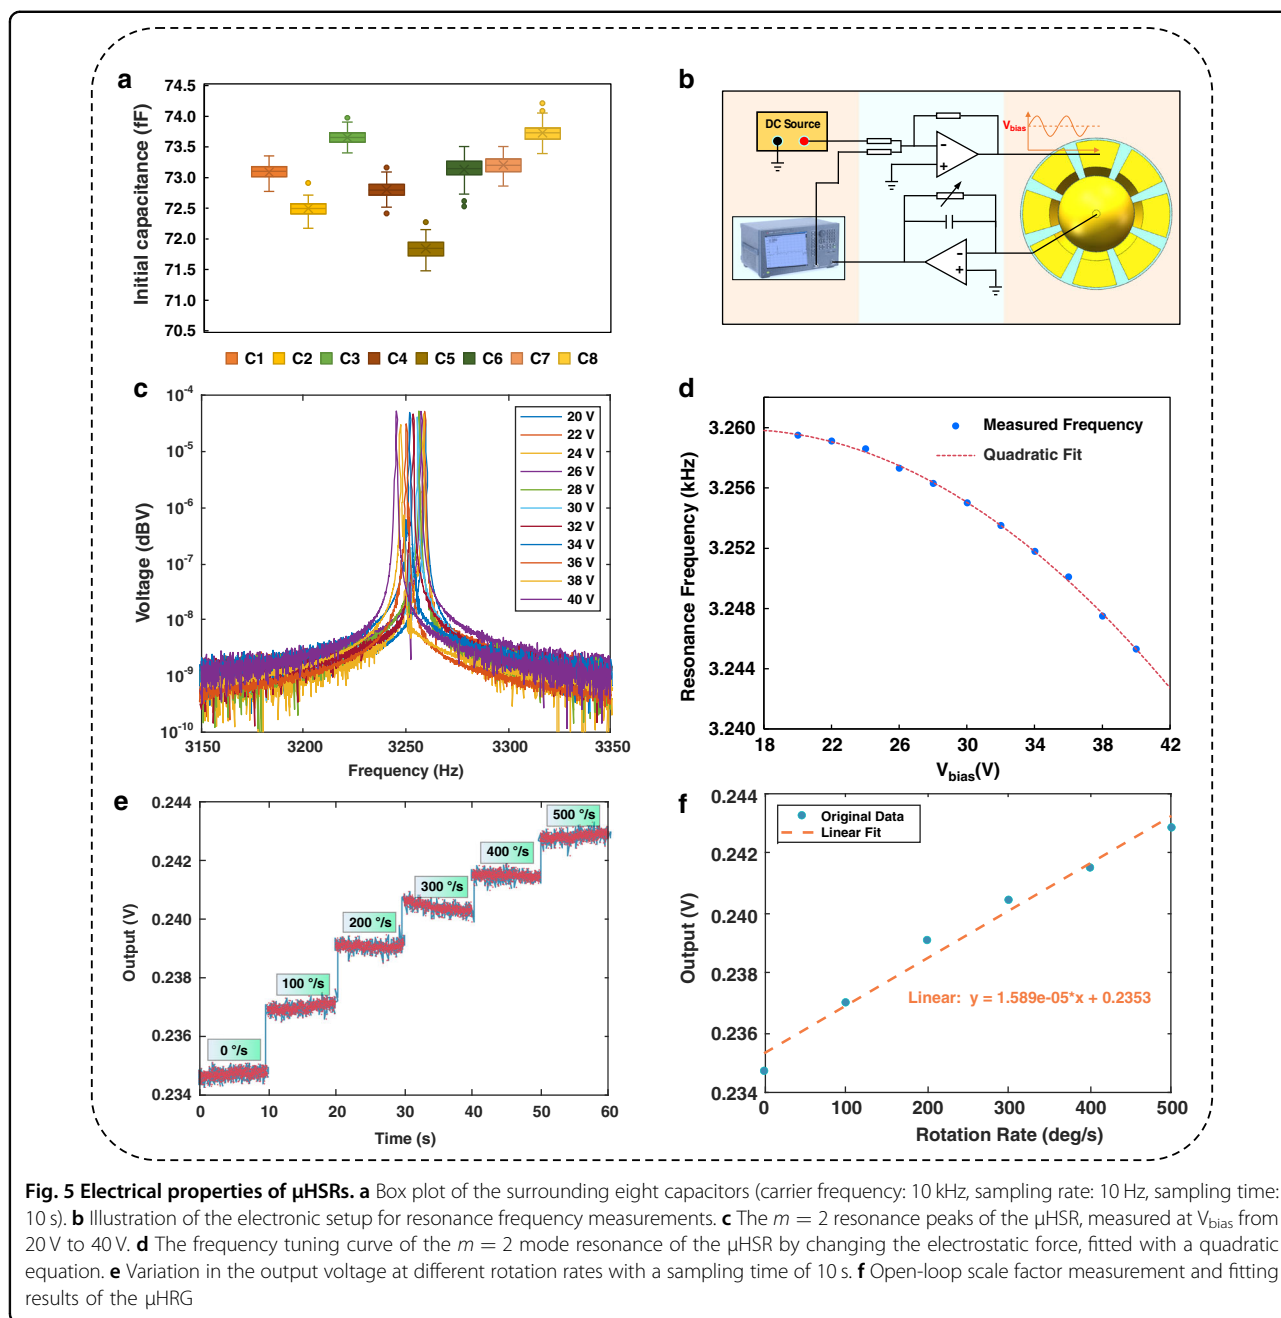 a
74.5
74.0
73.5
73.0
72.5
72.0
71.5
71.0
70.5
Initial capacitance (fF)
C1 C2 C3 C4 C5 C6 C7 C8
b
DC Source
V_bias
−
+
−
+
c
10⁻⁴
10⁻⁵
10⁻⁶
10⁻⁷
10⁻⁸
10⁻⁹
10⁻¹⁰
Voltage (dBV)
20 V
22 V
24 V
26 V
28 V
30 V
32 V
34 V
36 V
38 V
40 V
3150 3200 3250 3300 3350
Frequency (Hz)
d
3.260
3.256
3.252
3.248
3.244
3.240
Resonance Frequency (kHz)
Measured Frequency
Quadratic Fit
18 22 26 30 34 38 42
V_bias(V)
e
0.244
0.242
0.240
0.238
0.236
0.234
Output (V)
0 °/s
100 °/s
200 °/s
300 °/s
400 °/s
500 °/s
0 10 20 30 40 50 60
Time (s)
f
0.244
0.242
0.240
0.238
0.236
0.234
Output (V)
Original Data
Linear Fit
Linear: y = 1.589e-05*x + 0.2353
0 100 200 300 400 500
Rotation Rate (deg/s)
Fig. 5 Electrical properties of μHSRs. a Box plot of the surrounding eight capacitors (carrier frequency: 10 kHz, sampling rate: 10 Hz, sampling time:
10 s). b Illustration of the electronic setup for resonance frequency measurements. c The m = 2 resonance peaks of the μHSR, measured at V_bias from
20 V to 40 V. d The frequency tuning curve of the m = 2 mode resonance of the μHSR by changing the electrostatic force, fitted with a quadratic
equation. e Variation in the output voltage at different rotation rates with a sampling time of 10 s. f Open-loop scale factor measurement and fitting
results of the μHRG